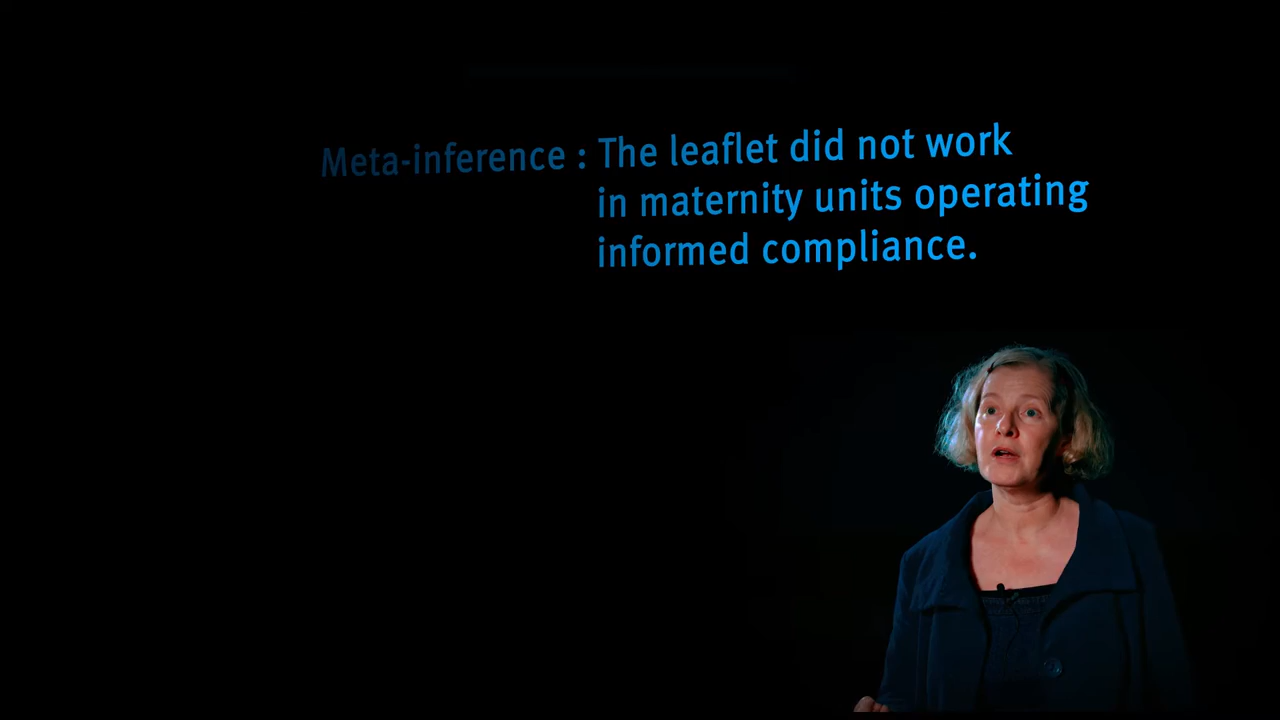 Meta-inference : The leaflet did not work
in maternity units operating
informed compliance.